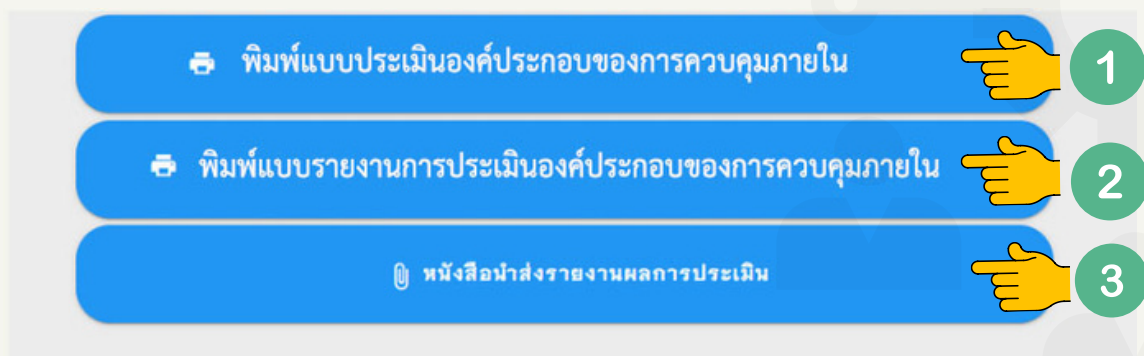 พิมพ์แบบประเมินองค์ประกอบของการควบคุมภายใน
1
พิมพ์แบบรายงานการประเมินองค์ประกอบของการควบคุมภายใน
2
หนังสือนำส่งรายงานผลการประเมิน
3